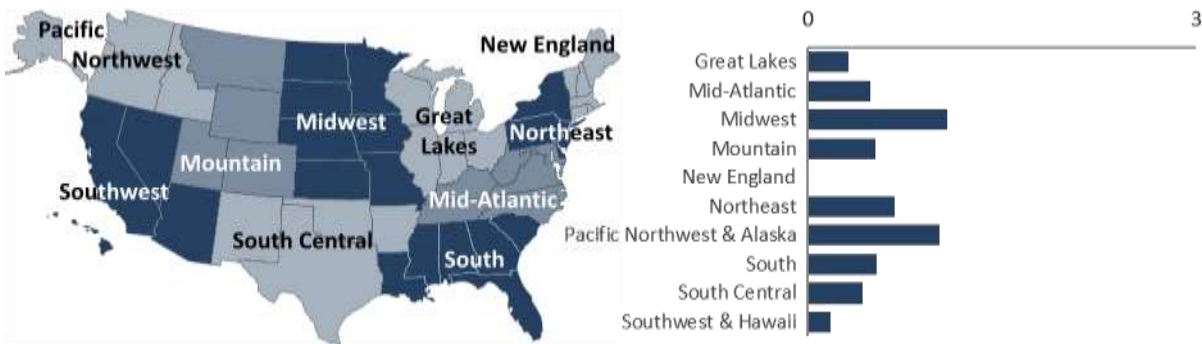 Pacific
Northwest
New England
Midwest
Great
Lakes
Northeast
Mountain
Southwest
Mid-Atlantic
South Central
South
0 3
Great Lakes
Mid-Atlantic
Midwest
Mountain
New England
Northeast
Pacific Northwest & Alaska
South
South Central
Southwest & Hawaii